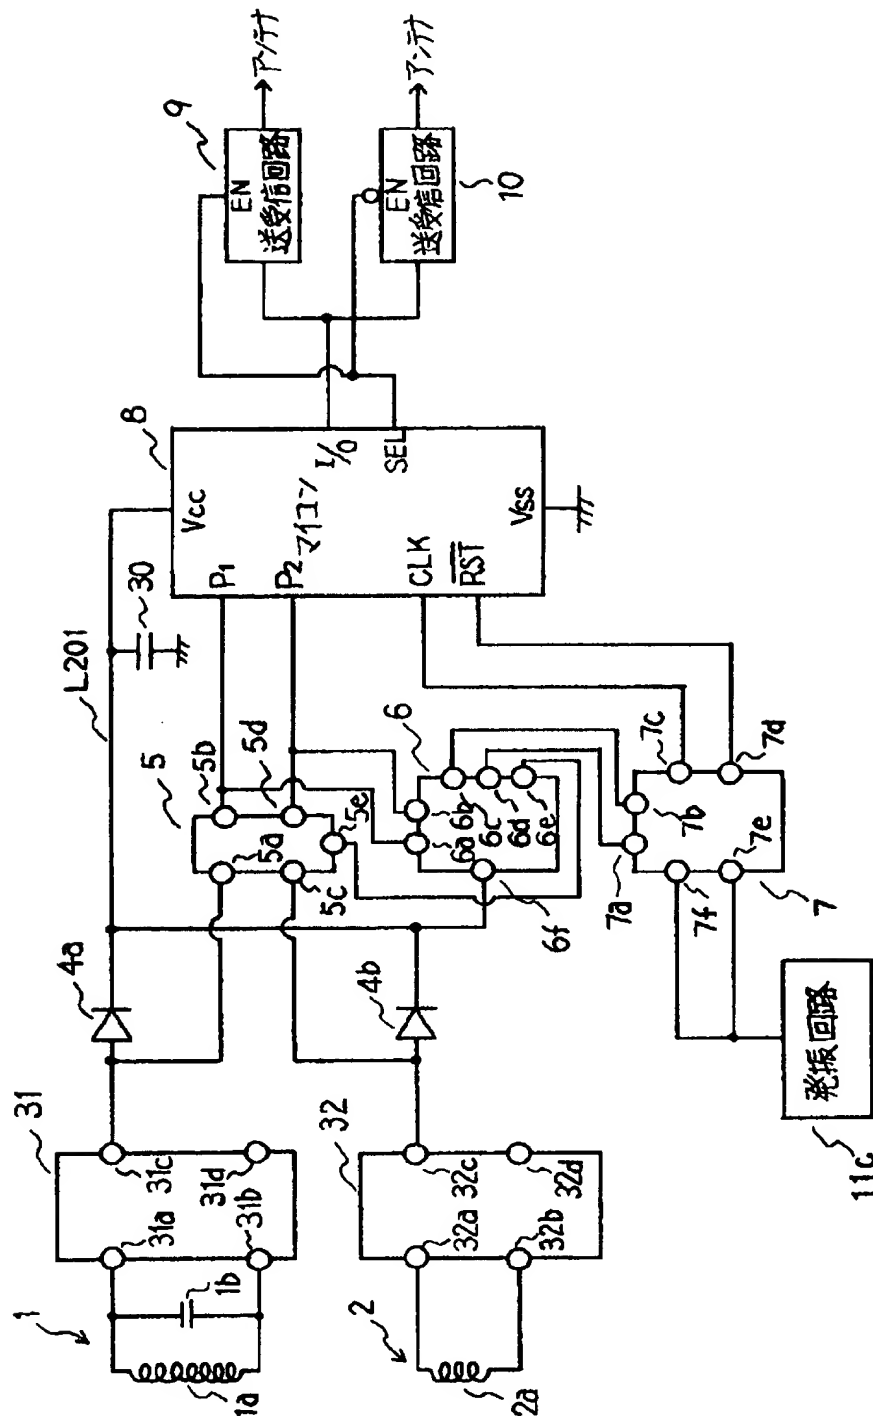 1
1a
1b
31
31a
31b
31c
31d
2
2a
32
32a
32b
32c
32d
4a
4b
L201
30
5
5a
5b
5c
5d
5e
6
6a
6b
6c
6d
6e
6f
7
7a
7b
7c
7d
7e
7f
発振回路
11c
8
Vcc
P1
P2
マイコン
I/O
SEL
CLK
RST
Vss
9
EN
送受信回路
アンテナ
10
EN
送受信回路
アンテナ